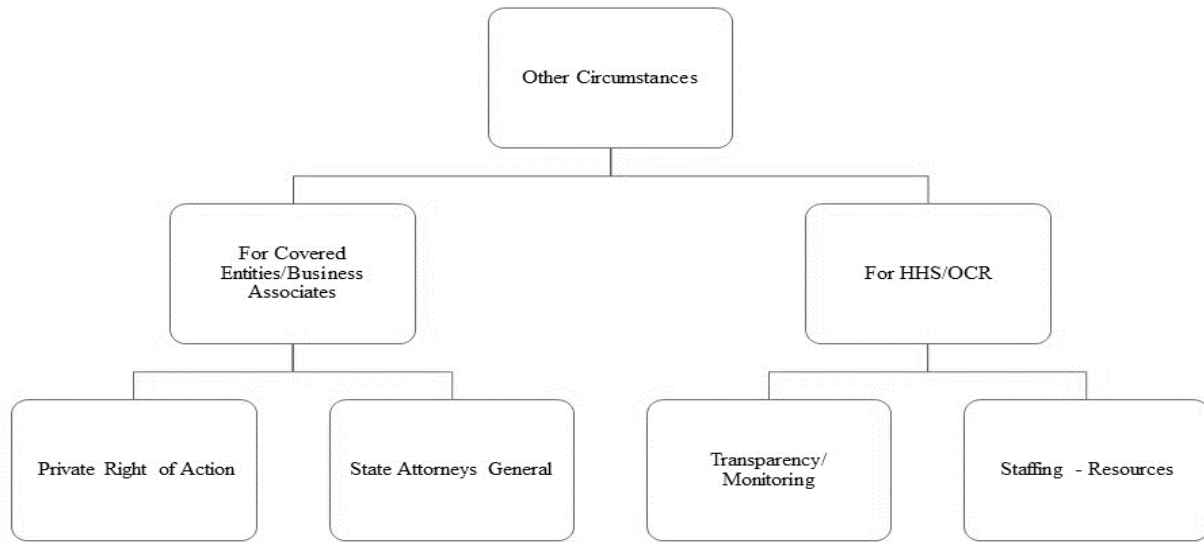 Other Circumstances
For Covered
Entities/Business
Associates
For HHS/OCR
Private Right of Action
State Attorneys General
Transparency/
Monitoring
Staffing - Resources